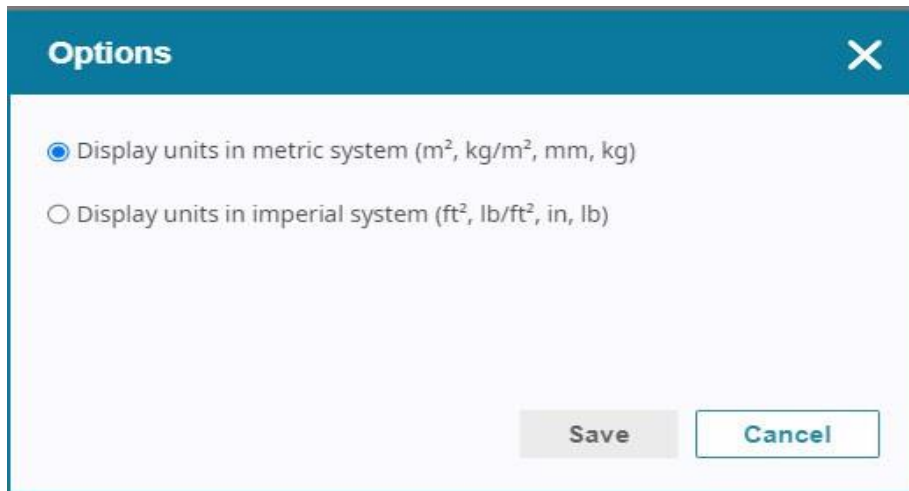 Options
Display units in metric system (m², kg/m², mm, kg)
Display units in imperial system (ft², lb/ft², in, lb)
Save Cancel